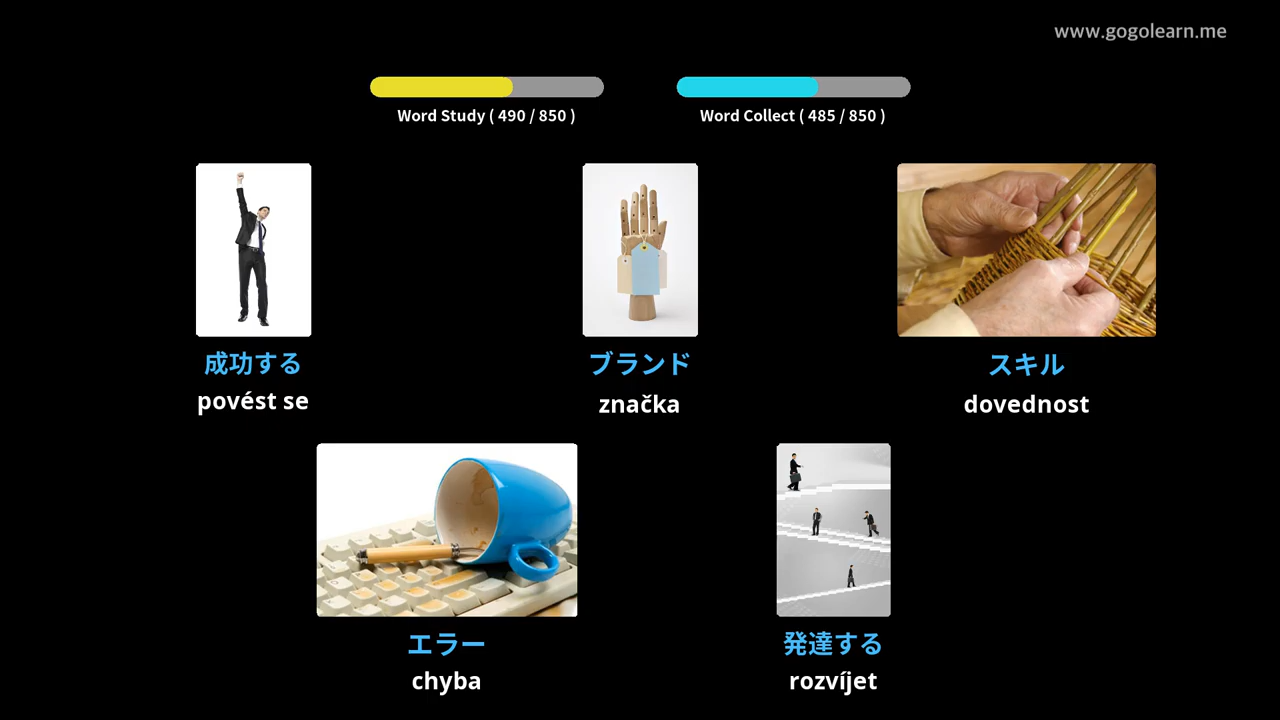 www.gogolearn.me
Word Study ( 490 / 850 )
Word Collect ( 485 / 850 )
成功する
povést se
ブランド
značka
スキル
dovednost
エラー
chyba
発達する
rozvíjet